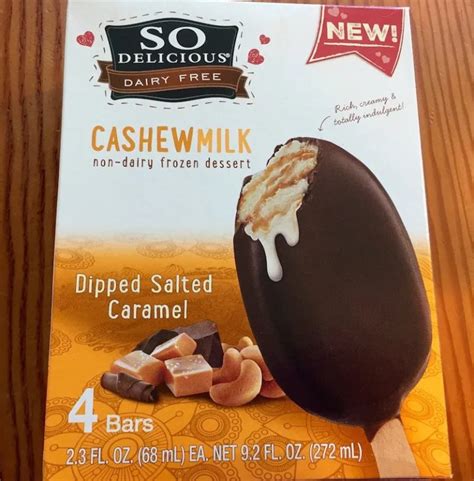 SO
DELICIOUS®
DAIRY FREE
NEW!
Rich, creamy &
totally indulgent!
CASHEWMILK
non-dairy frozen dessert
Dipped Salted
Caramel
4 Bars
2.3 FL. OZ. (68 mL) EA. NET 9.2 FL. OZ. (272 mL)